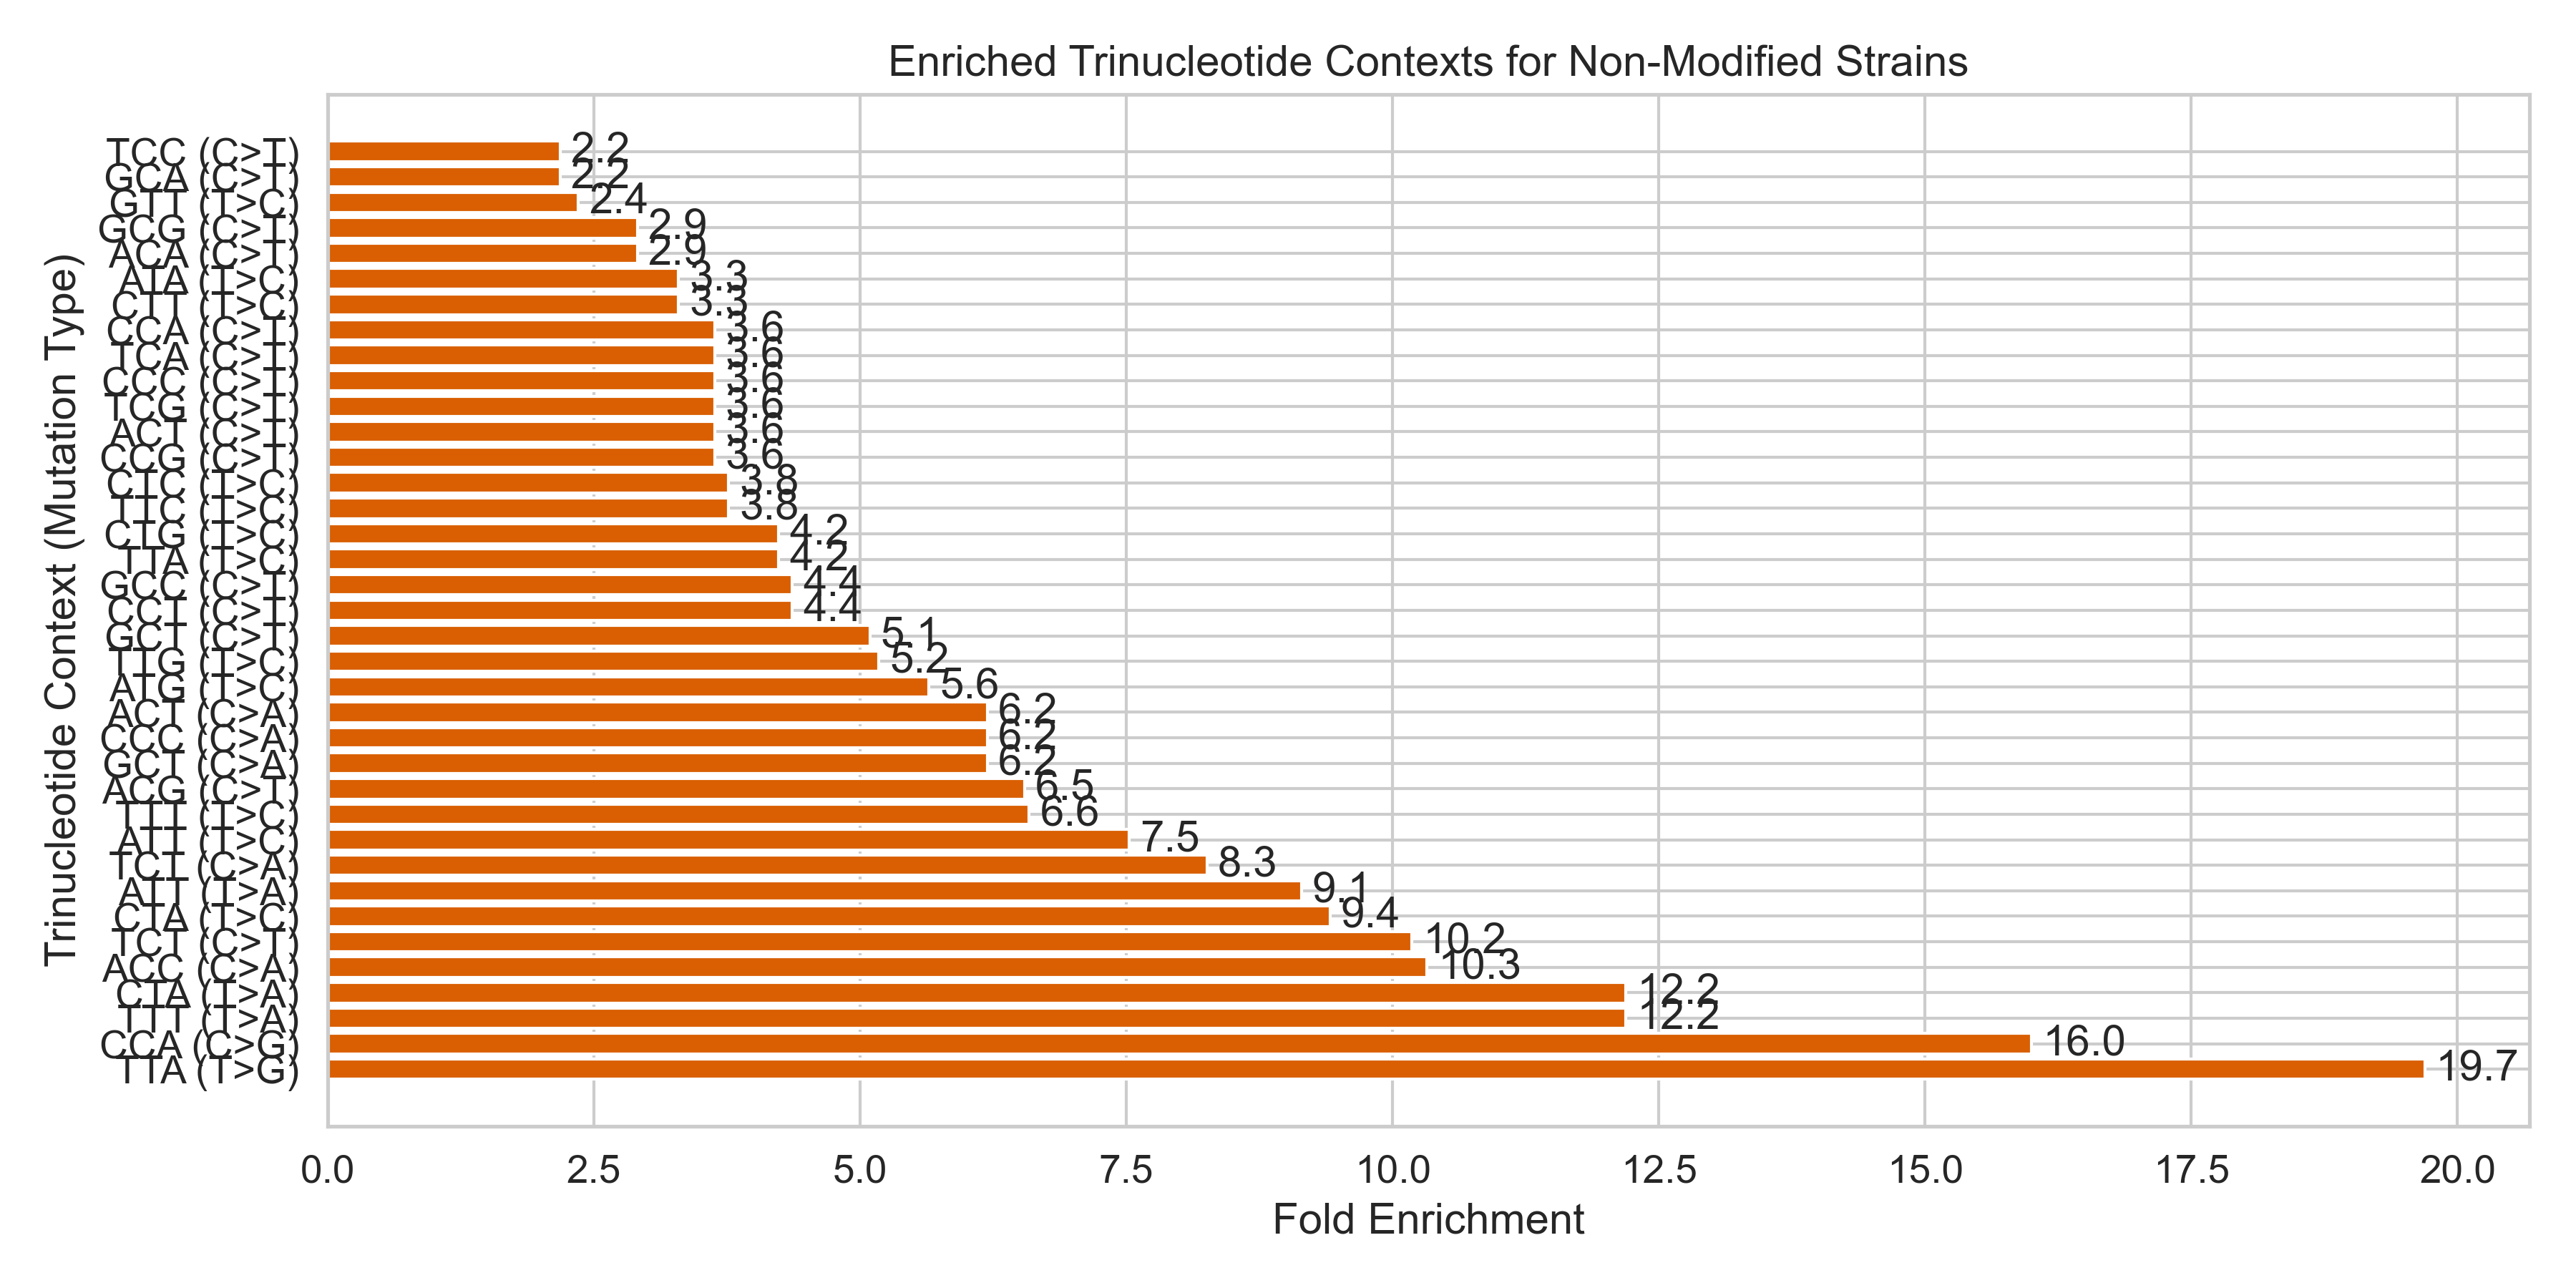 Enriched Trinucleotide Contexts for Non-Modified Strains
Trinucleotide Context (Mutation Type)
TCC (C>T) 2.2
GCA (C>T) 2.2
GTT (T>C) 2.4
GCG (C>T) 2.9
ACA (C>T) 2.9
ATA (T>C) 3.3
CTT (T>C) 3.3
CCA (C>T) 3.6
TCA (C>T) 3.6
CCC (C>T) 3.6
TCG (C>T) 3.6
ACT (C>T) 3.6
CCG (C>T) 3.6
CTC (T>C) 3.8
TTC (T>C) 3.8
CTG (T>C) 4.2
TTA (T>C) 4.2
GCC (C>T) 4.4
CCT (C>T) 4.4
GCT (C>T) 5.1
TTG (T>C) 5.2
ATG (T>C) 5.6
ACT (C>A) 6.2
CCC (C>A) 6.2
GCT (C>A) 6.2
ACG (C>T) 6.5
TTT (T>C) 6.6
ATT (T>C) 7.5
TCT (C>A) 8.3
ATT (T>A) 9.1
CTA (T>C) 9.4
TCT (C>T) 10.2
ACC (C>A) 10.3
CTA (T>A) 12.2
TTT (T>A) 12.2
CCA (C>G) 16.0
TTA (T>G) 19.7
0.0 2.5 5.0 7.5 10.0 12.5 15.0 17.5 20.0
Fold Enrichment